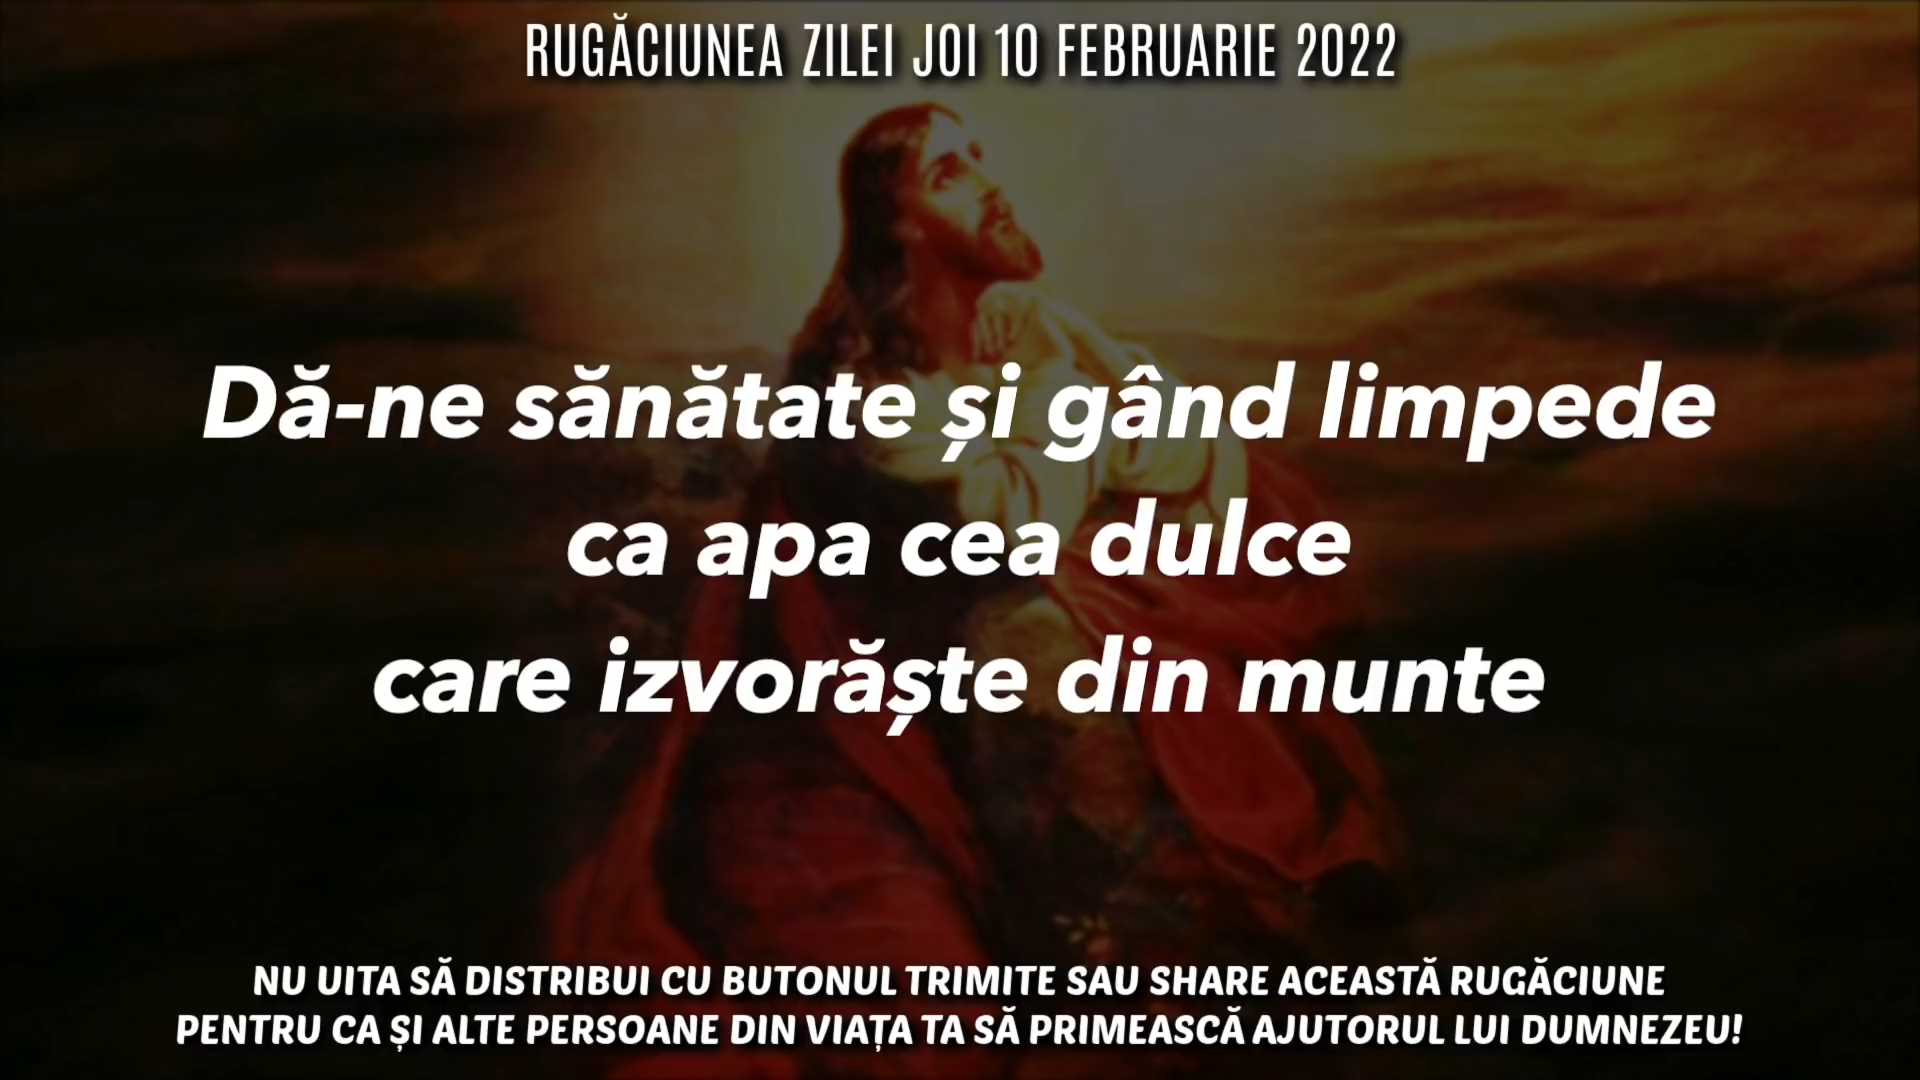 RUGĂCIUNEA ZILEI JOI 10 FEBRUARIE 2022
Dă-ne sănătate și gând limpede
ca apa cea dulce
care izvorăște din munte
NU UITA SĂ DISTRIBUI CU BUTONUL TRIMITE SAU SHARE ACEASTĂ RUGĂCIUNE
PENTRU CA ȘI ALTE PERSOANE DIN VIAȚA TA SĂ PRIMEASCĂ AJUTORUL LUI DUMNEZEU!